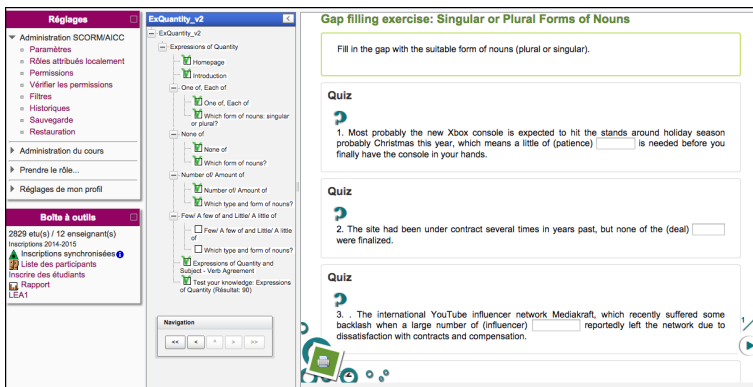 Réglages
Administration SCORM/AICC
Paramètres
Rôles attribués localement
Permissions
Vérifier les permissions
Filtres
Historiques
Sauvegarde
Restauration
Administration du cours
Prendre le rôle...
Réglages de mon profil
Boîte à outils
2829 etu(s) / 12 enseignant(s)
Inscriptions 2014-2015
Inscriptions synchronisées
Liste des participants
Inscrire des étudiants
Rapport
LEA1
ExQuantity_v2
<
ExQuantity_v2
Expressions of Quantity
Homepage
Introduction
One of, Each of
One of, Each of
Which form of nouns: singular
or plural?
None of
None of
Which form of nouns?
Number of/ Amount of
Number of/ Amount of
Which type and form of nouns?
Few/ A few of and Little/ A little of
Few/ A few of and Little/ A little
of
Which type and form of nouns?
Expressions of Quantity and
Subject - Verb Agreement
Test your knowledge: Expressions
of Quantity (Résultat: 90)
Navigation
<< < ^ > >>
Gap filling exercise: Singular or Plural Forms of Nouns
Fill in the gap with the suitable form of nouns (plural or singular).
Quiz
?
1. Most probably the new Xbox console is expected to hit the stands around holiday season
probably Christmas this year, which means a little of (patience) is needed before you
finally have the console in your hands.
Quiz
?
2. The site had been under contract several times in years past, but none of the (deal)
were finalized.
Quiz
?
3. . The international YouTube influencer network Mediakraft, which recently suffered some
backlash when a large number of (influencer) reportedly left the network due to
dissatisfaction with contracts and compensation.
1